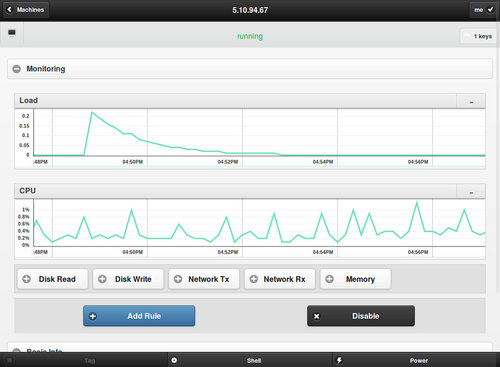 Machines
5.10.94.67
me
running
1 keys
Monitoring
Load
0.2
0.15
0.1
0.05
0
:48PM 04:50PM 04:52PM 04:54PM 04:56PM
CPU
1%
0.8%
0.6%
0.4%
0.2%
0%
:48PM 04:50PM 04:52PM 04:54PM 04:56PM
Disk Read Disk Write Network Tx Network Rx Memory
Add Rule Disable
Basic Info
Tag Shell Power